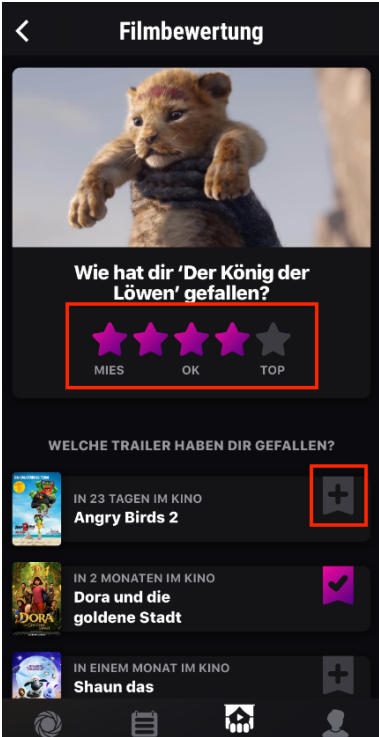 Filmbewertung
Wie hat dir ‘Der König der
Löwen’ gefallen?
MIES OK TOP
WELCHE TRAILER HABEN DIR GEFALLEN?
IN 23 TAGEN IM KINO
Angry Birds 2
IN 2 MONATEN IM KINO
Dora und die
goldene Stadt
DORA
IN EINEM MONAT IM KINO
Shaun das